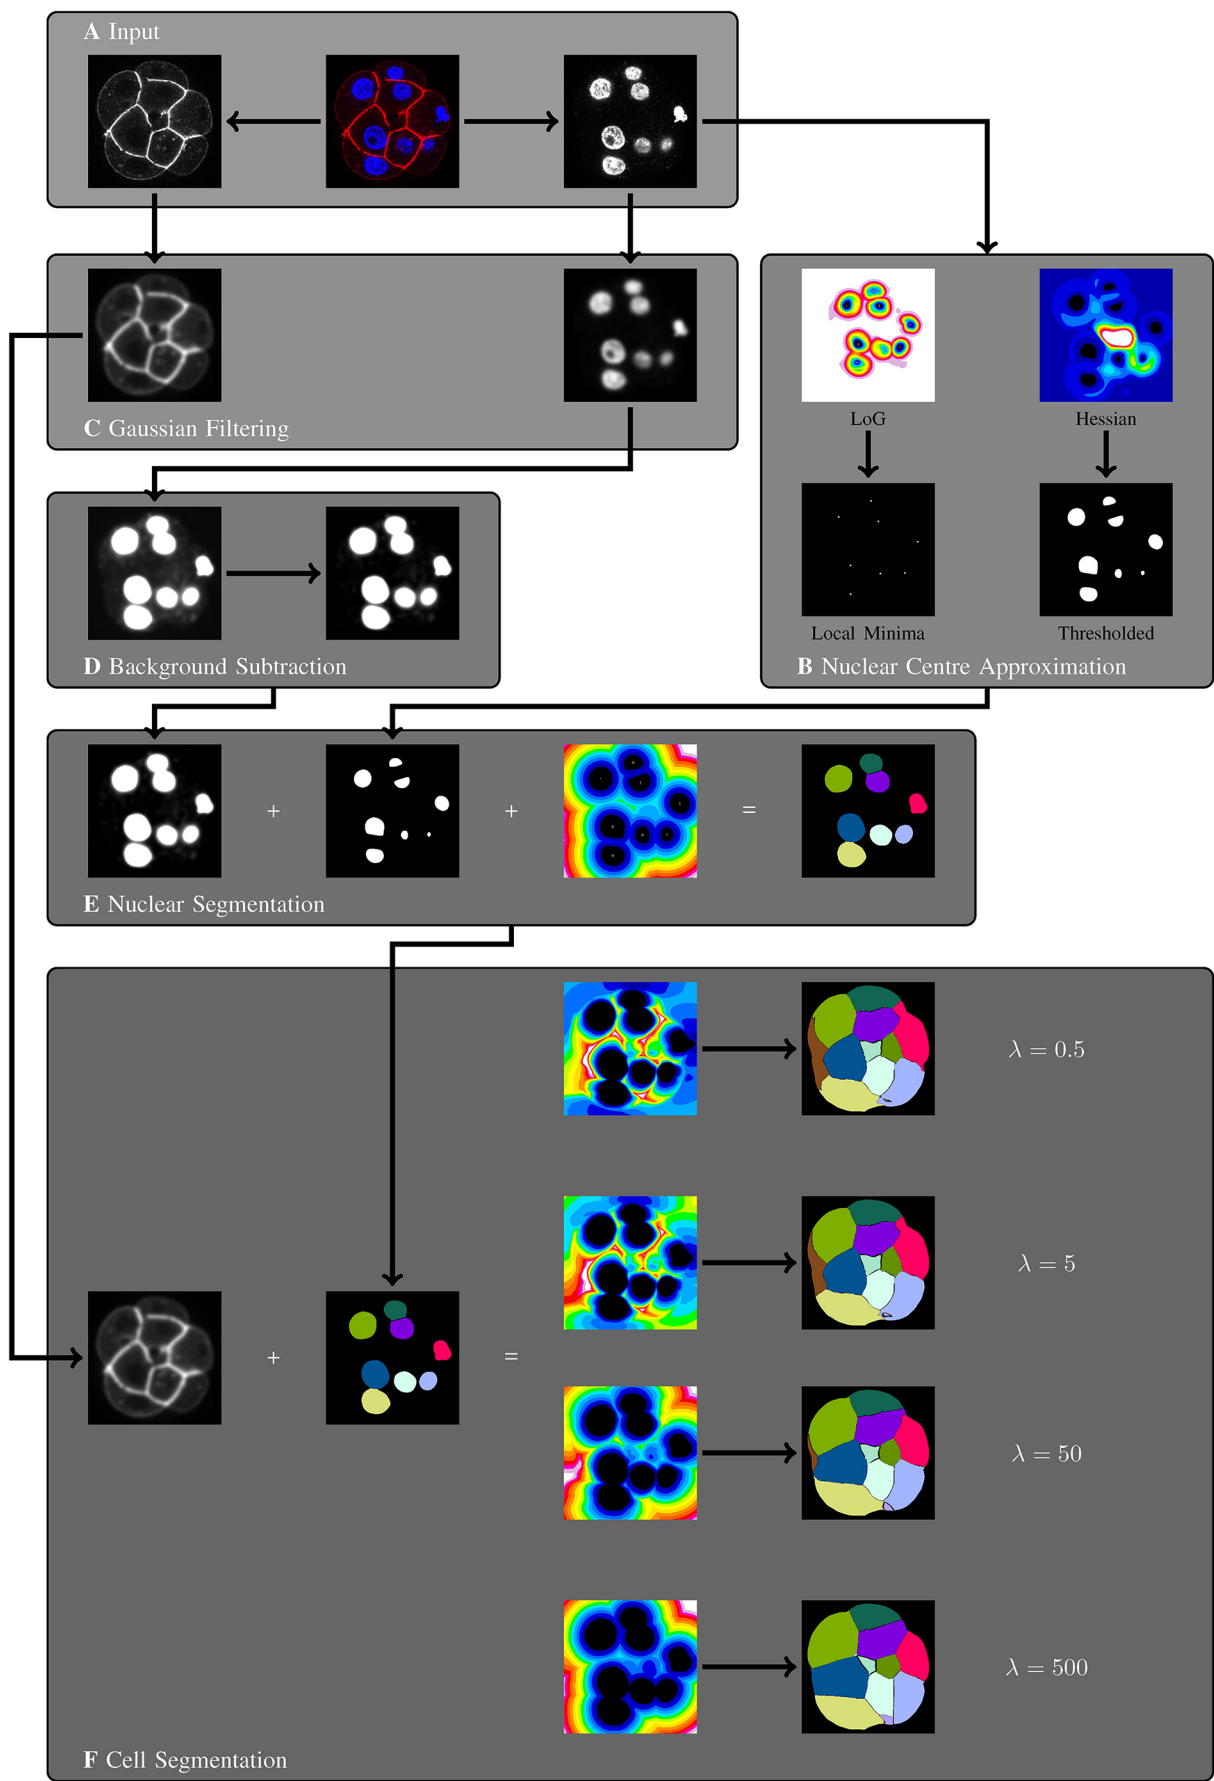 A Input
C Gaussian Filtering
LoG
Hessian
Local Minima
Thresholded
B Nuclear Centre Approximation
D Background Subtraction
+
+
=
E Nuclear Segmentation
λ = 0.5
λ = 5
+
=
λ = 50
λ = 500
F Cell Segmentation